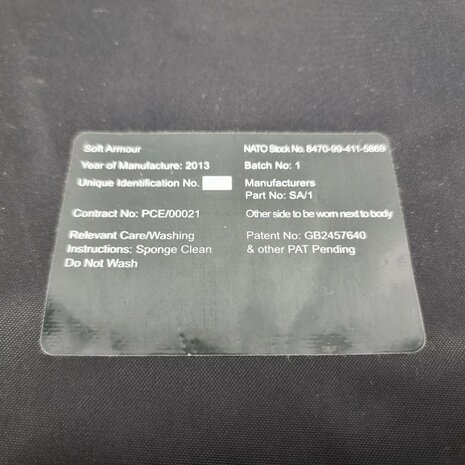 Soft Armour
NATO Stock No. 8470-99-411-5869
Year of Manufacture: 2013
Batch No: 1
Unique Identification No.
Manufacturers
Part No: SA/1
Contract No: PCE/00021
Other side to be worn next to body
Relevant Care/Washing
Instructions: Sponge Clean
Do Not Wash
Patent No: GB2457640
& other PAT Pending